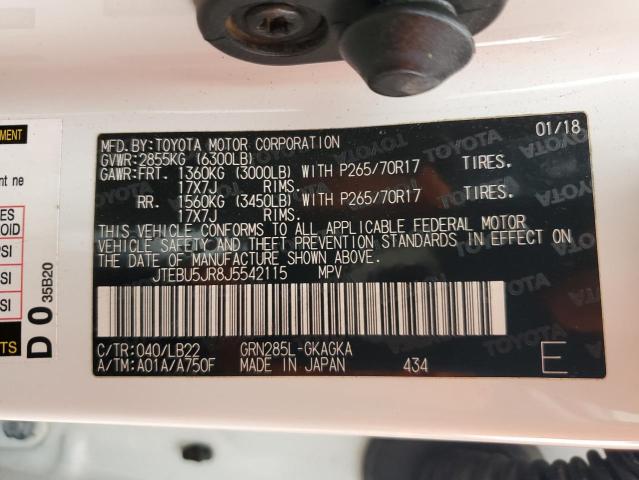 MFD.BY:TOYOTA MOTOR CORPORATION 01/18
GVWR:2855KG (6300LB)
GAWR:FRT. 1360KG (3000LB) WITH P265/70R17 TIRES.
17X7J RIMS.
RR. 1560KG (3450LB) WITH P265/70R17 TIRES.
17X7J RIMS.
THIS VEHICLE CONFORMS TO ALL APPLICABLE FEDERAL MOTOR
VEHICLE SAFETY AND THEFT PREVENTION STANDARDS IN EFFECT ON
THE DATE OF MANUFACTURE SHOWN ABOVE.
JTEBU5JR8J5542115 MPV
C/TR:040/LB22 GRN285L-GKAGKA
A/TM:A01A/A750F MADE IN JAPAN 434 E
D0 35B20